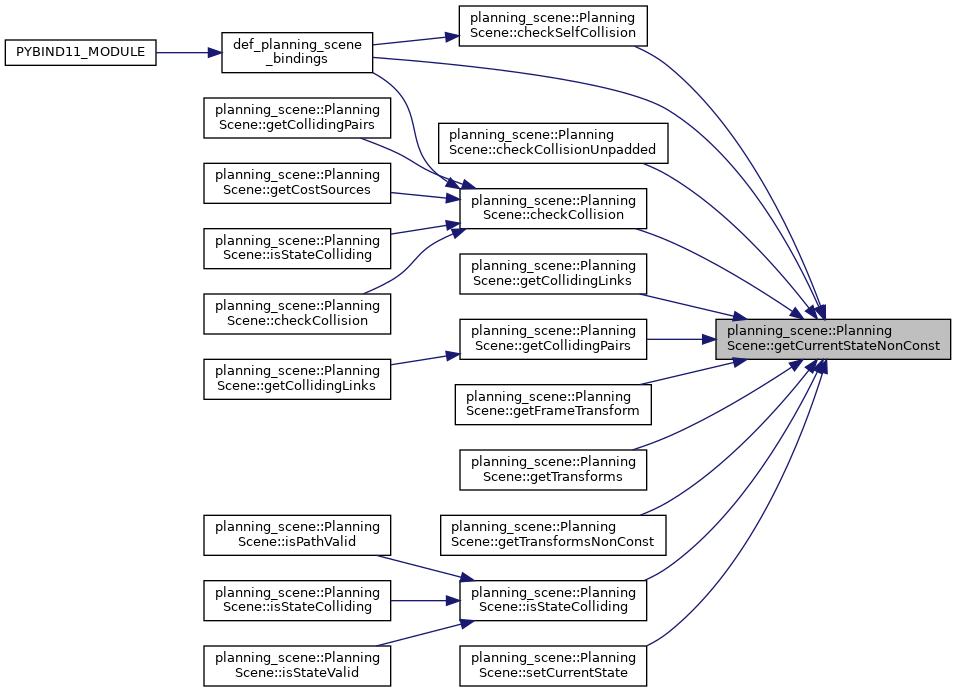 planning_scene::Planning
Scene::checkSelfCollision
PYBIND11_MODULE
def_planning_scene
_bindings
planning_scene::Planning
Scene::getCollidingPairs
planning_scene::Planning
Scene::checkCollisionUnpadded
planning_scene::Planning
Scene::getCostSources
planning_scene::Planning
Scene::checkCollision
planning_scene::Planning
Scene::isStateColliding
planning_scene::Planning
Scene::getCollidingLinks
planning_scene::Planning
Scene::checkCollision
planning_scene::Planning
Scene::getCollidingPairs
planning_scene::Planning
Scene::getCurrentStateNonConst
planning_scene::Planning
Scene::getCollidingLinks
planning_scene::Planning
Scene::getFrameTransform
planning_scene::Planning
Scene::getTransforms
planning_scene::Planning
Scene::isPathValid
planning_scene::Planning
Scene::getTransformsNonConst
planning_scene::Planning
Scene::isStateColliding
planning_scene::Planning
Scene::isStateColliding
planning_scene::Planning
Scene::isStateValid
planning_scene::Planning
Scene::setCurrentState